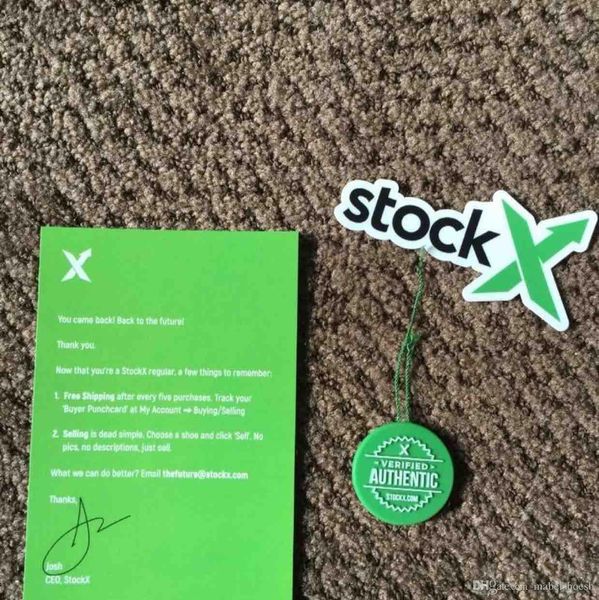 stockX
X
You came back! Back to the future!
Thank you.
Now that you're a StockX regular, a few things to remember:
1. Free Shipping after every five purchases. Track your
'Buyer Punchcard' at My Account ⇒ Buying/Selling
2. Selling is dead simple. Choose a shoe and click 'Sell'. No
pics, no descriptions, just sell.
What we can do better? Email thefuture@stockx.com
Thanks,
Josh
CEO, StockX
X
VERIFIED
AUTHENTIC
STOCKX.COM